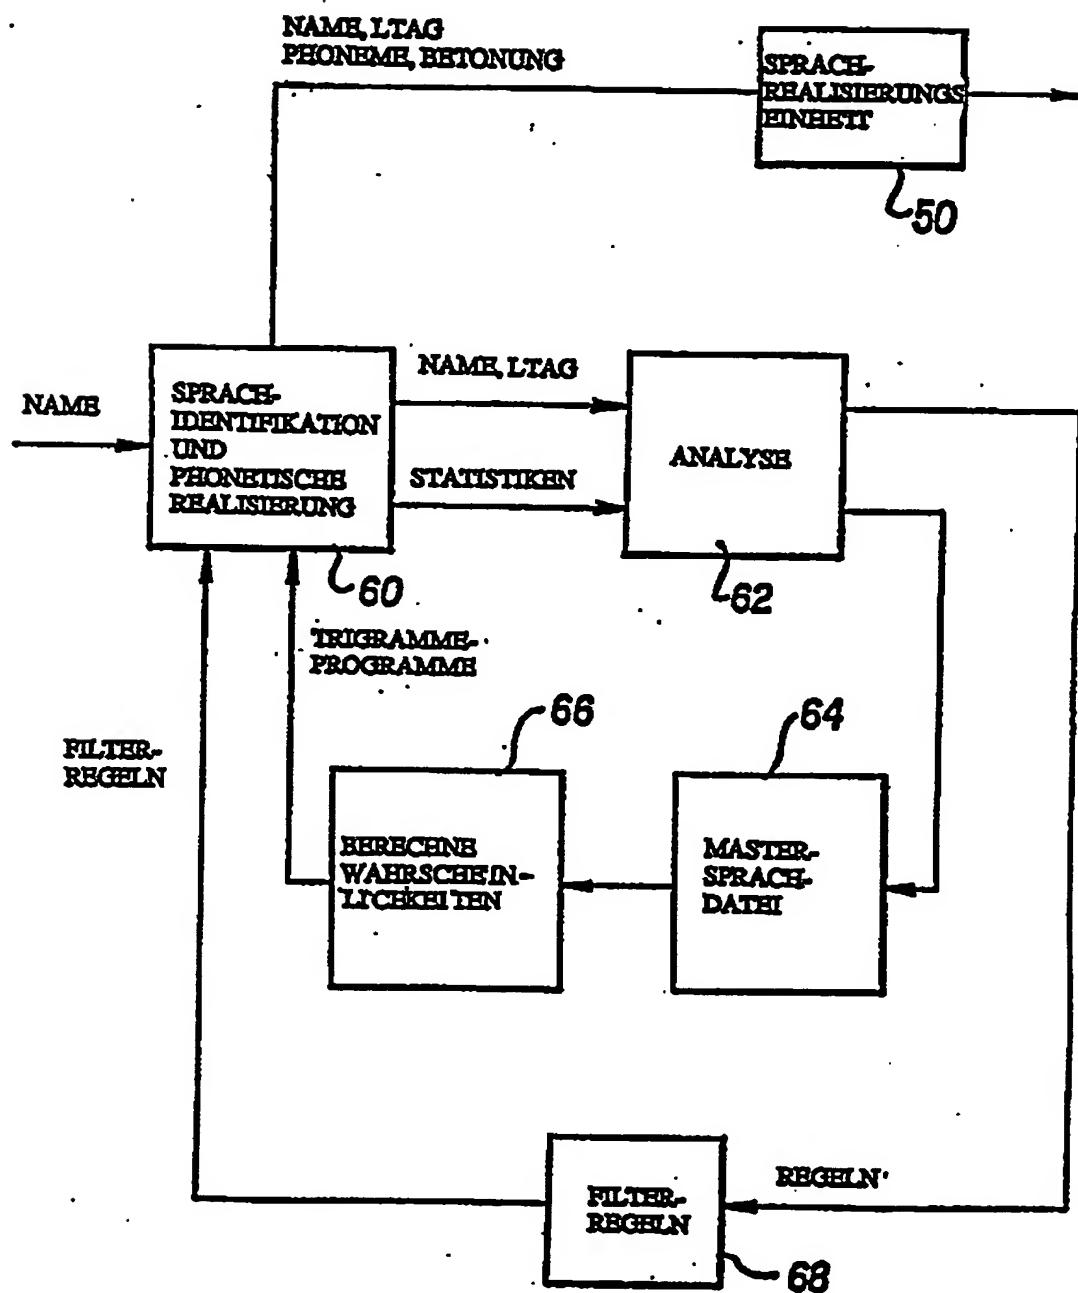 NAME, LTAG
PHONEME, BETONUNG
SPRACH-
REALISIERUNGS
EINHEIT
50
NAME
SPRACH-
IDENTIFIKATION
UND
PHONETISCHE
REALISIERUNG
60
NAME, LTAG
STATISTIKEN
ANALYSE
62
TRIGRAMME-
PROGRAMME
FILTER-
REGELN
66
BERECHNE
WAHRSCHEIN-
LICHKEITEN
64
MASTER-
SPRACH-
DATEI
FILTER-
REGELN
68
REGELN